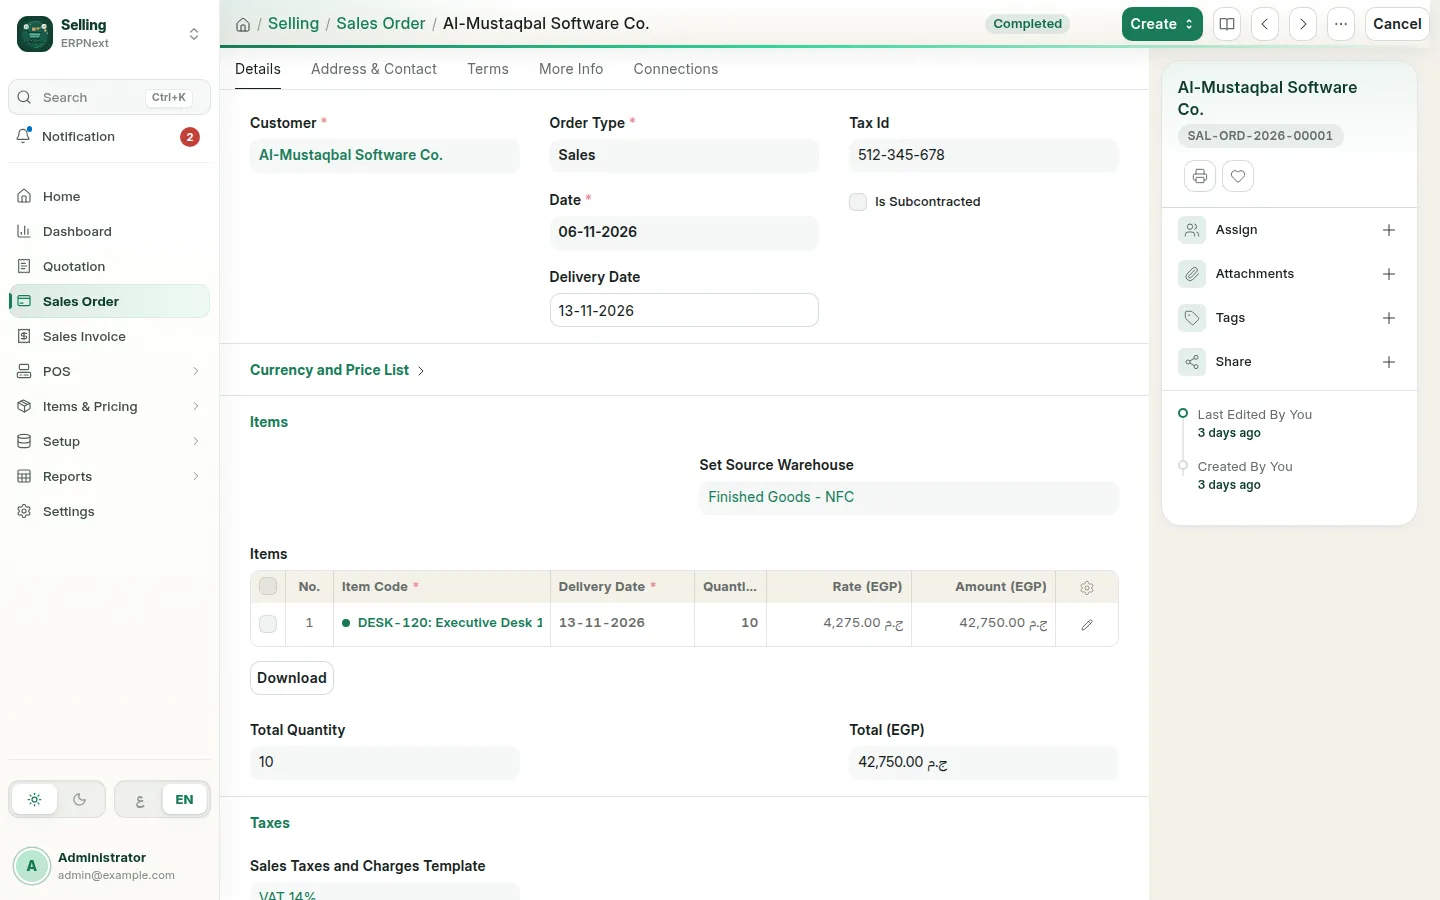 Selling
ERPNext
Search
Ctrl+K
Notification
2
Home
Dashboard
Quotation
Sales Order
Sales Invoice
POS
Items & Pricing
Setup
Reports
Settings
ع
EN
A
Administrator
admin@example.com
/ Selling / Sales Order / Al-Mustaqbal Software Co.
Completed
Create
Cancel
Details
Address & Contact
Terms
More Info
Connections
Customer *
Al-Mustaqbal Software Co.
Order Type *
Sales
Tax Id
512-345-678
Date *
06-11-2026
Is Subcontracted
Delivery Date
13-11-2026
Currency and Price List
Items
Set Source Warehouse
Finished Goods - NFC
Items
No. Item Code * Delivery Date * Quanti... Rate (EGP) Amount (EGP)
1 DESK-120: Executive Desk 1 13-11-2026 10 4,275.00 ج.م 42,750.00 ج.م
Download
Total Quantity
10
Total (EGP)
42,750.00 ج.م
Taxes
Sales Taxes and Charges Template
VAT 14%
Al-Mustaqbal Software
Co.
SAL-ORD-2026-00001
Assign
Attachments
Tags
Share
Last Edited By You
3 days ago
Created By You
3 days ago